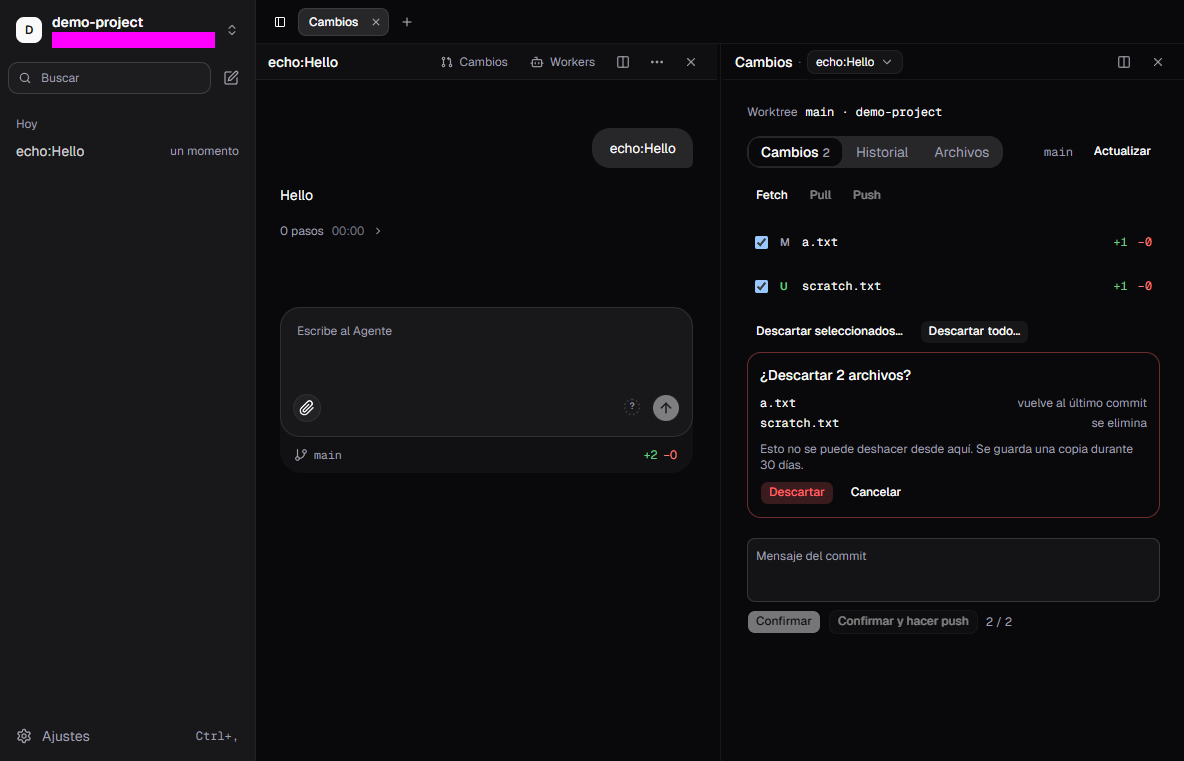 D
demo-project
Buscar
Hoy
echo:Hello un momento
Ajustes Ctrl+,
Cambios
echo:Hello Cambios Workers
echo:Hello
Hello
0 pasos 00:00
Escribe al Agente
?
main +2 −0
Cambios · echo:Hello
Worktree main · demo-project
Cambios 2 Historial Archivos main Actualizar
Fetch Pull Push
M a.txt +1 −0
U scratch.txt +1 −0
Descartar seleccionados… Descartar todo…
¿Descartar 2 archivos?
a.txt vuelve al último commit
scratch.txt se elimina
Esto no se puede deshacer desde aquí. Se guarda una copia durante
30 días.
Descartar Cancelar
Mensaje del commit
Confirmar Confirmar y hacer push 2 / 2